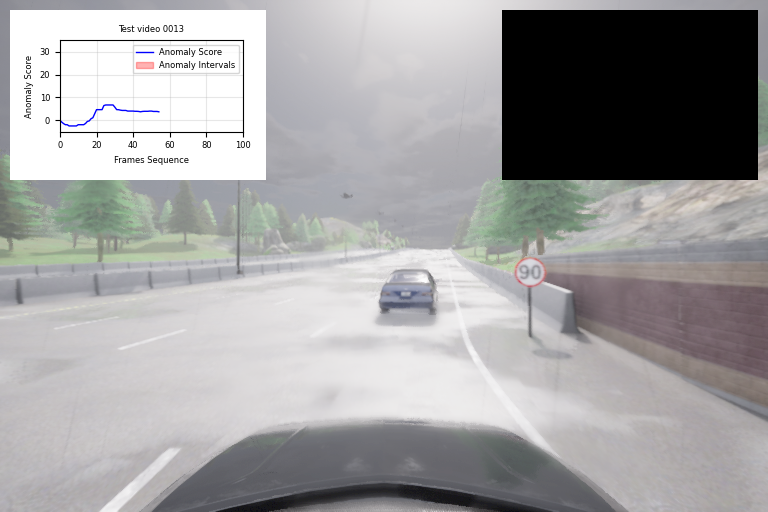 Test video 0013
Anomaly Score
Anomaly Intervals
Anomaly Score
30
20
10
0
0 20 40 60 80 100
Frames Sequence
90